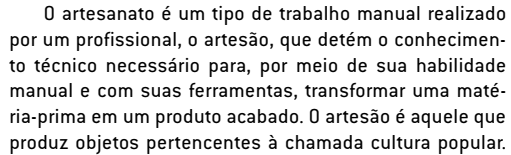 O artesanato é um tipo de trabalho manual realizado
por um profissional, o artesão, que detém o conhecimen-
to técnico necessário para, por meio de sua habilidade
manual e com suas ferramentas, transformar uma maté-
ria-prima em um produto acabado. O artesão é aquele que
produz objetos pertencentes à chamada cultura popular.